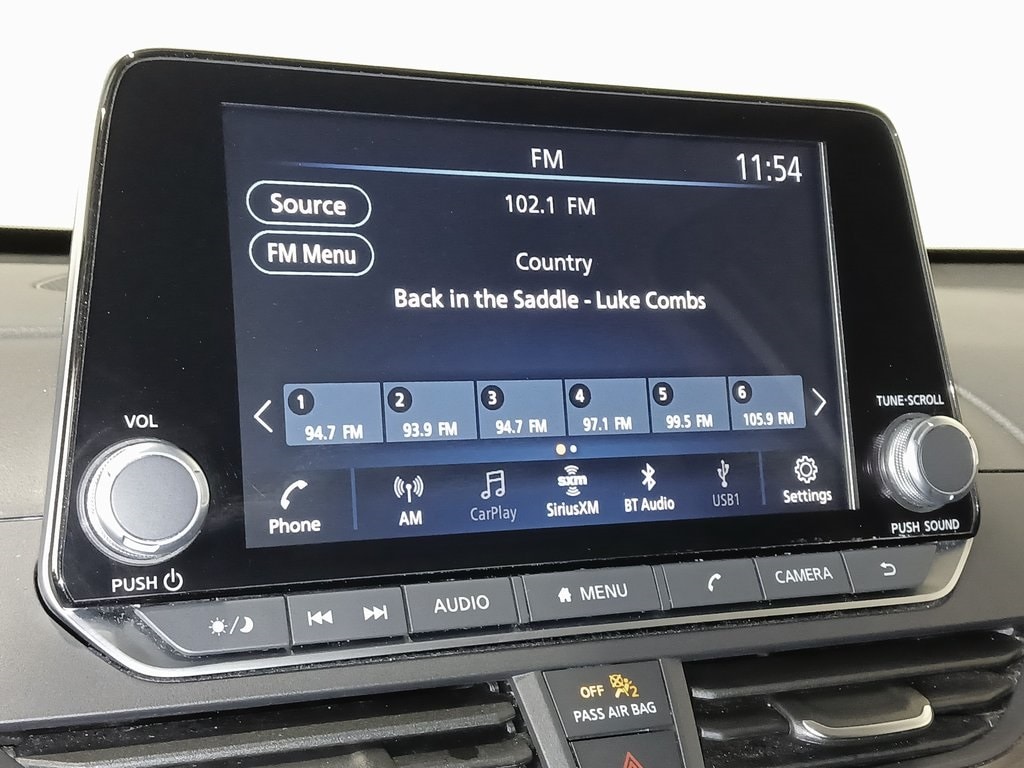 FM
11:54
Source
102.1 FM
FM Menu
Country
Back in the Saddle - Luke Combs
1 2 3 4 5 6
94.7 FM 93.9 FM 94.7 FM 97.1 FM 99.5 FM 105.9 FM
VOL
TUNE·SCROLL
Phone
AM
CarPlay
sxm
SiriusXM
BT Audio
USB1
Settings
PUSH
PUSH SOUND
AUDIO
MENU
CAMERA
OFF 2
PASS AIR BAG